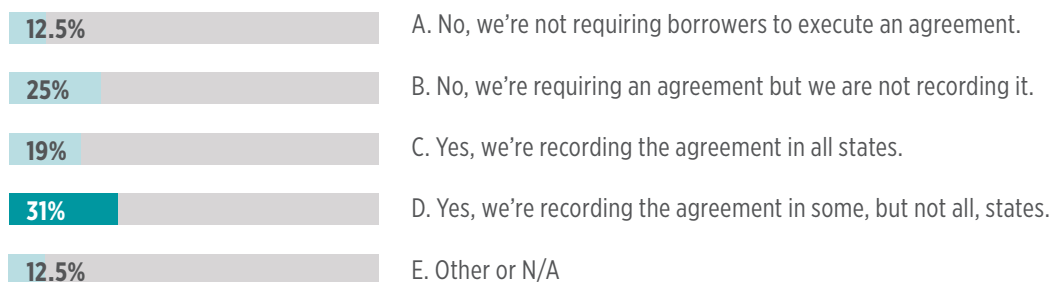 12.5% A. No, we're not requiring borrowers to execute an agreement.
25% B. No, we're requiring an agreement but we are not recording it.
19% C. Yes, we're recording the agreement in all states.
31% D. Yes, we're recording the agreement in some, but not all, states.
12.5% E. Other or N/A